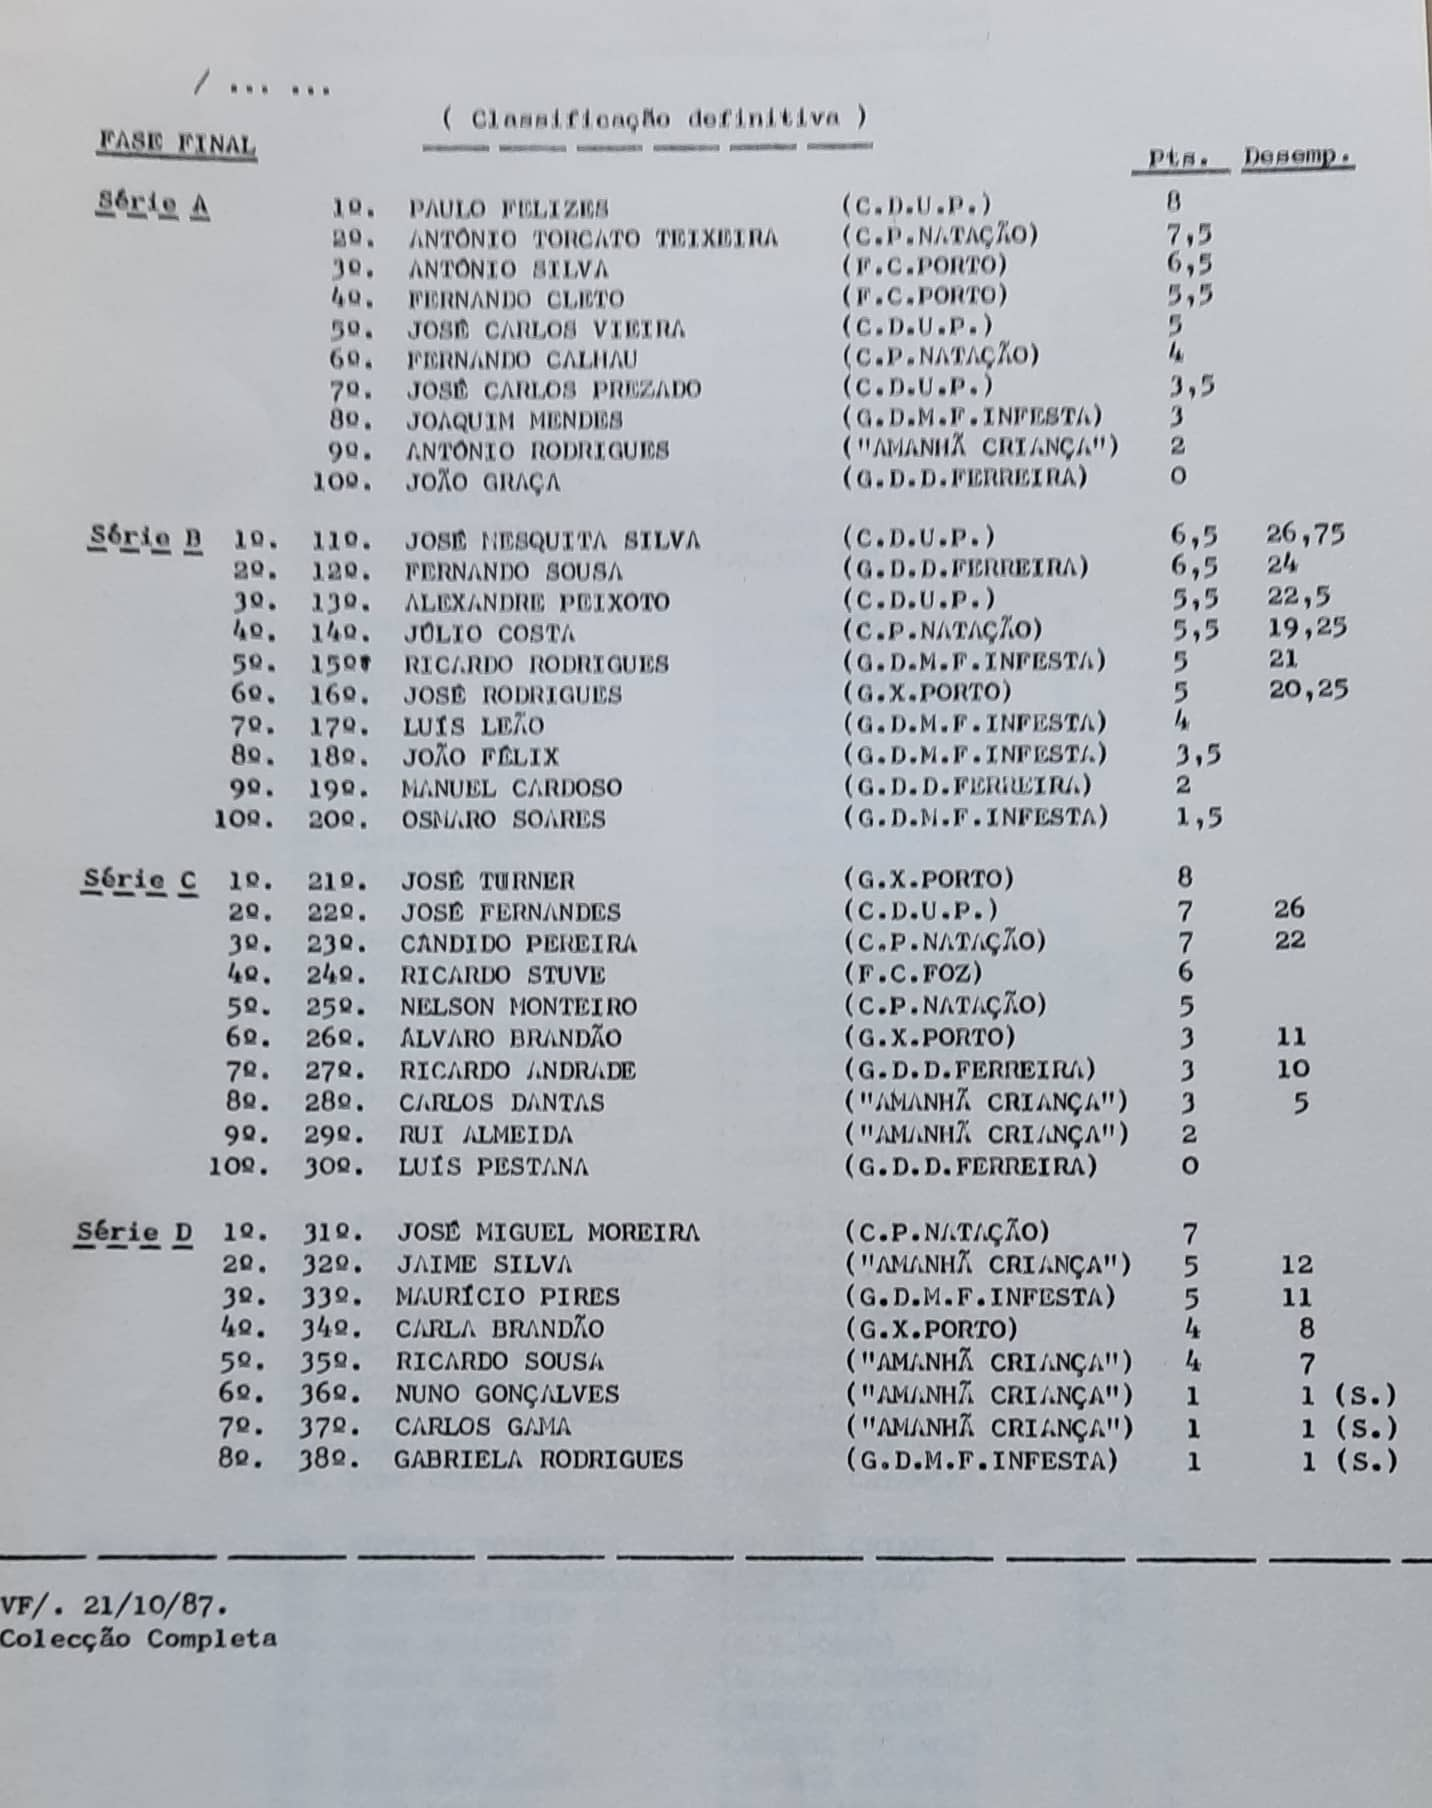 / ... ...
( Classificação definitiva )
FASE FINAL
Pts. Desemp.
Série A 1º. PAULO FELIZES (C.D.U.P.) 8
2º. ANTÓNIO TORCATO TEIXEIRA (C.P.NATAÇÃO) 7,5
3º. ANTÓNIO SILVA (F.C.PORTO) 6,5
4º. FERNANDO CLETO (F.C.PORTO) 5,5
5º. JOSÉ CARLOS VIEIRA (C.D.U.P.) 5
6º. FERNANDO CALHAU (C.P.NATAÇÃO) 4
7º. JOSÉ CARLOS PREZADO (C.D.U.P.) 3,5
8º. JOAQUIM MENDES (G.D.M.F.INFESTA) 3
9º. ANTÓNIO RODRIGUES ("AMANHÃ CRIANÇA") 2
10º. JOÃO GRAÇA (G.D.D.FERREIRA) 0
Série B 1º. 11º. JOSÉ MESQUITA SILVA (C.D.U.P.) 6,5 26,75
2º. 12º. FERNANDO SOUSA (G.D.D.FERREIRA) 6,5 24
3º. 13º. ALEXANDRE PEIXOTO (C.D.U.P.) 5,5 22,5
4º. 14º. JÚLIO COSTA (C.P.NATAÇÃO) 5,5 19,25
5º. 15º. RICARDO RODRIGUES (G.D.M.F.INFESTA) 5 21
6º. 16º. JOSÉ RODRIGUES (G.X.PORTO) 5 20,25
7º. 17º. LUÍS LEÃO (G.D.M.F.INFESTA) 4
8º. 18º. JOÃO FÉLIX (G.D.M.F.INFESTA) 3,5
9º. 19º. MANUEL CARDOSO (G.D.D.FERREIRA) 2
10º. 20º. OSMARO SOARES (G.D.M.F.INFESTA) 1,5
Série C 1º. 21º. JOSÉ TURNER (G.X.PORTO) 8
2º. 22º. JOSÉ FERNANDES (C.D.U.P.) 7 26
3º. 23º. CÂNDIDO PEREIRA (C.P.NATAÇÃO) 7 22
4º. 24º. RICARDO STUVE (F.C.FOZ) 6
5º. 25º. NELSON MONTEIRO (C.P.NATAÇÃO) 5
6º. 26º. ÁLVARO BRANDÃO (G.X.PORTO) 3 11
7º. 27º. RICARDO ANDRADE (G.D.D.FERREIRA) 3 10
8º. 28º. CARLOS DANTAS ("AMANHÃ CRIANÇA") 3 5
9º. 29º. RUI ALMEIDA ("AMANHÃ CRIANÇA") 2
10º. 30º. LUÍS PESTANA (G.D.D.FERREIRA) 0
Série D 1º. 31º. JOSÉ MIGUEL MOREIRA (C.P.NATAÇÃO) 7
2º. 32º. JAIME SILVA ("AMANHÃ CRIANÇA") 5 12
3º. 33º. MAURÍCIO PIRES (G.D.M.F.INFESTA) 5 11
4º. 34º. CARLA BRANDÃO (G.X.PORTO) 4 8
5º. 35º. RICARDO SOUSA ("AMANHÃ CRIANÇA") 4 7
6º. 36º. NUNO GONÇALVES ("AMANHÃ CRIANÇA") 1 1 (S.)
7º. 37º. CARLOS GAMA ("AMANHÃ CRIANÇA") 1 1 (S.)
8º. 38º. GABRIELA RODRIGUES (G.D.M.F.INFESTA) 1 1 (S.)
VF/. 21/10/87.
Colecção Completa